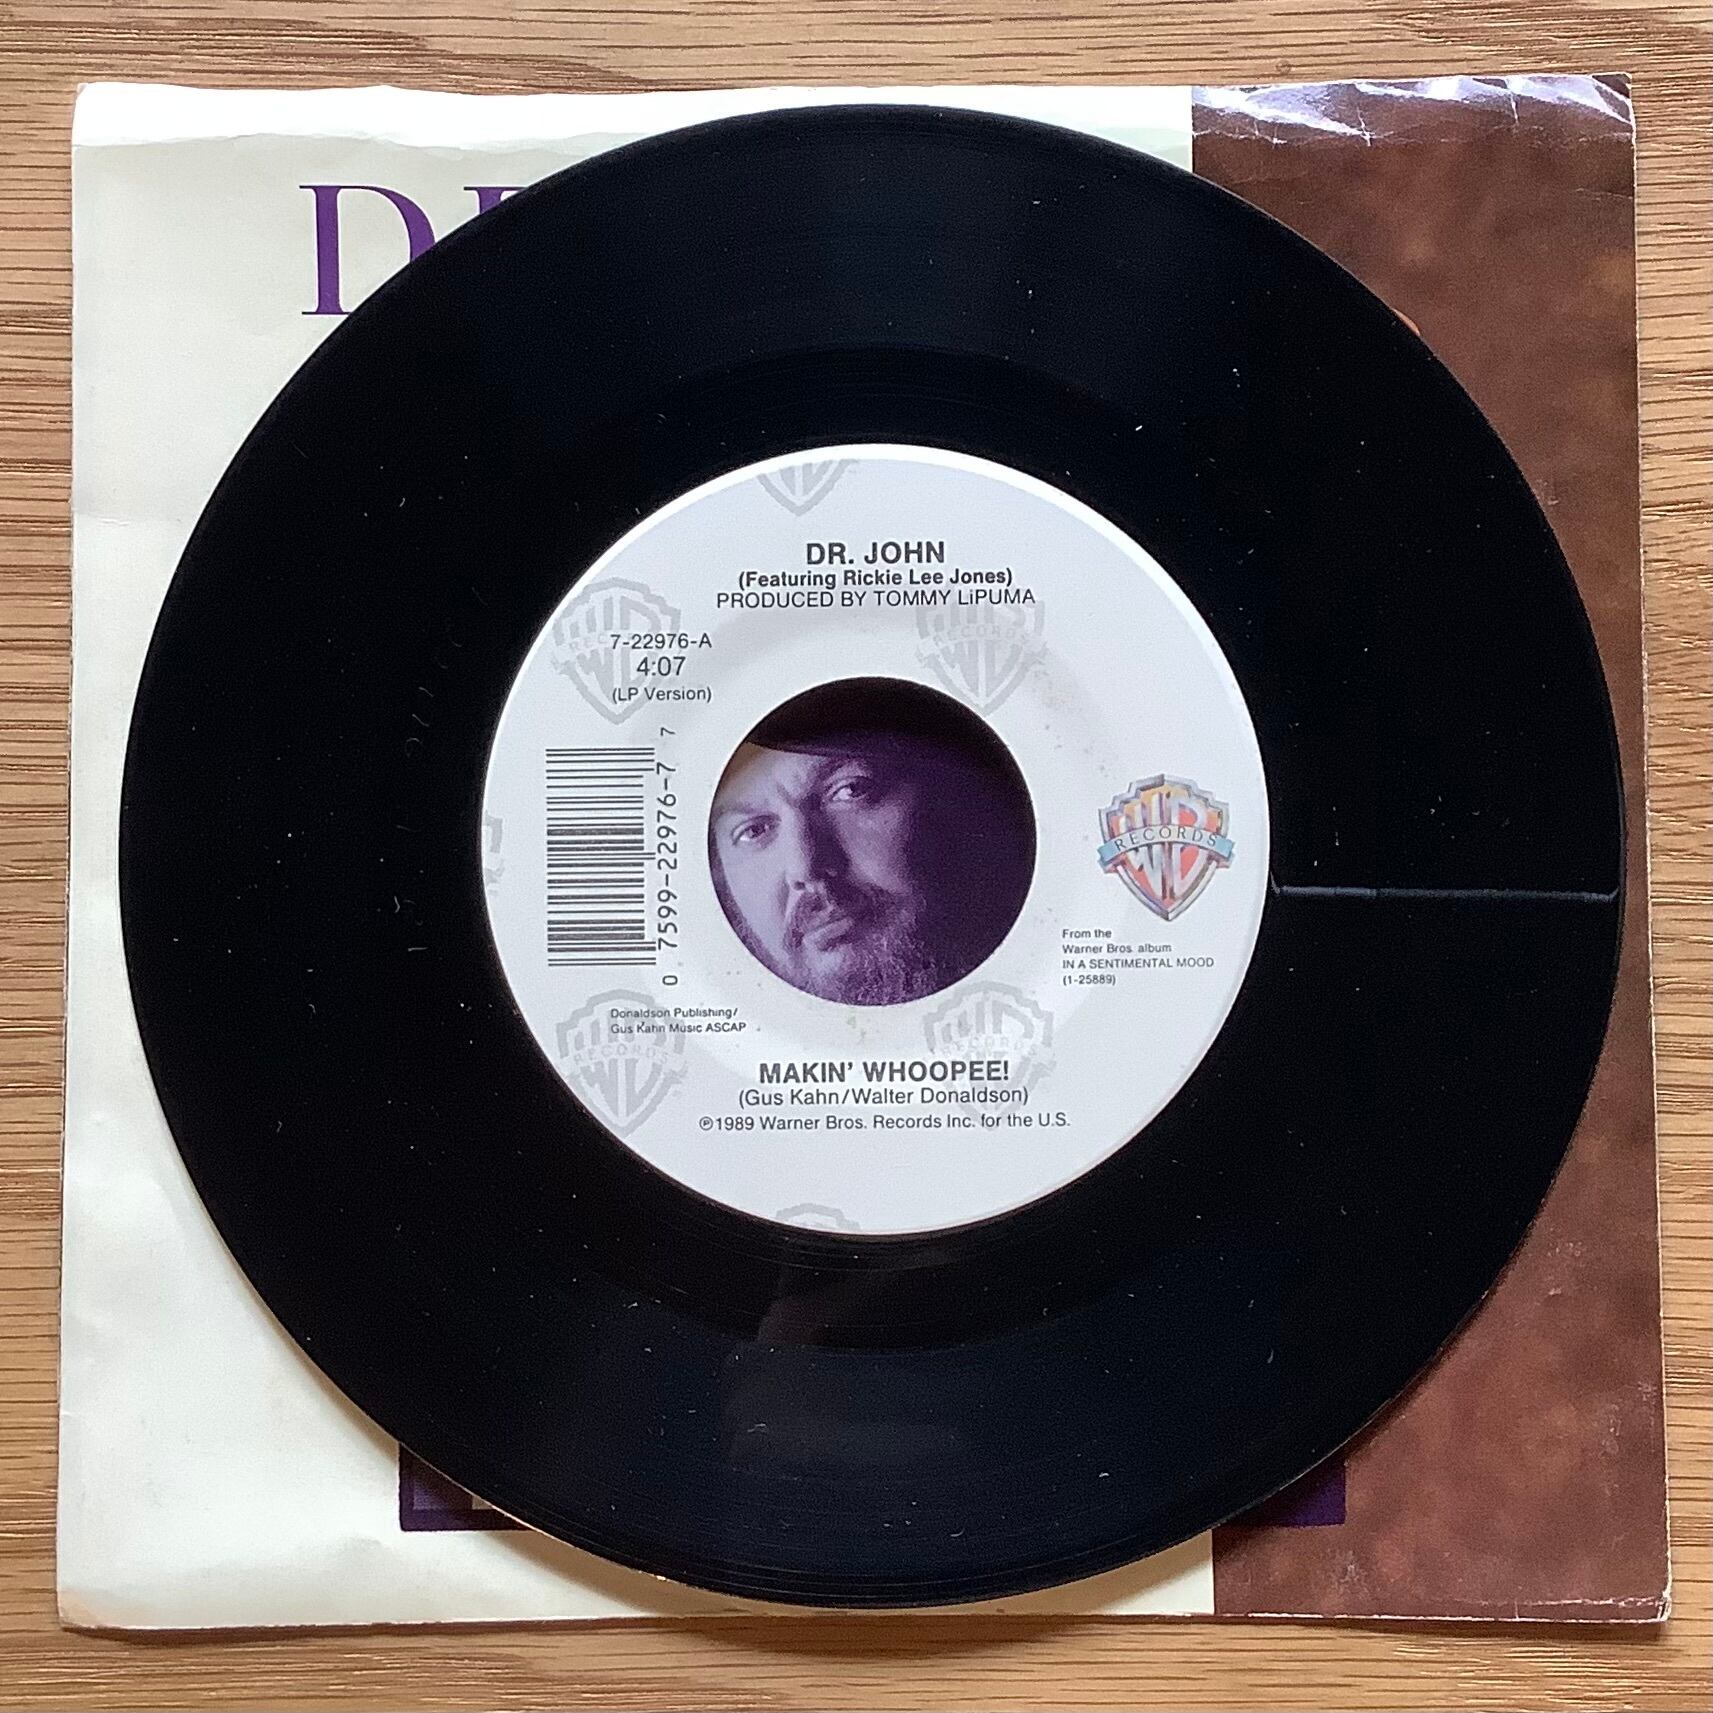 D
DR. JOHN
(Featuring Rickie Lee Jones)
PRODUCED BY TOMMY LiPUMA
7-22976-A
4:07
(LP Version)
0 7599-22976-7 7
WB
RECORDS
From the
Warner Bros. album
IN A SENTIMENTAL MOOD
(1-25889)
Donaldson Publishing/
Gus Kahn Music ASCAP
MAKIN' WHOOPEE!
(Gus Kahn/Walter Donaldson)
℗1989 Warner Bros. Records Inc. for the U.S.